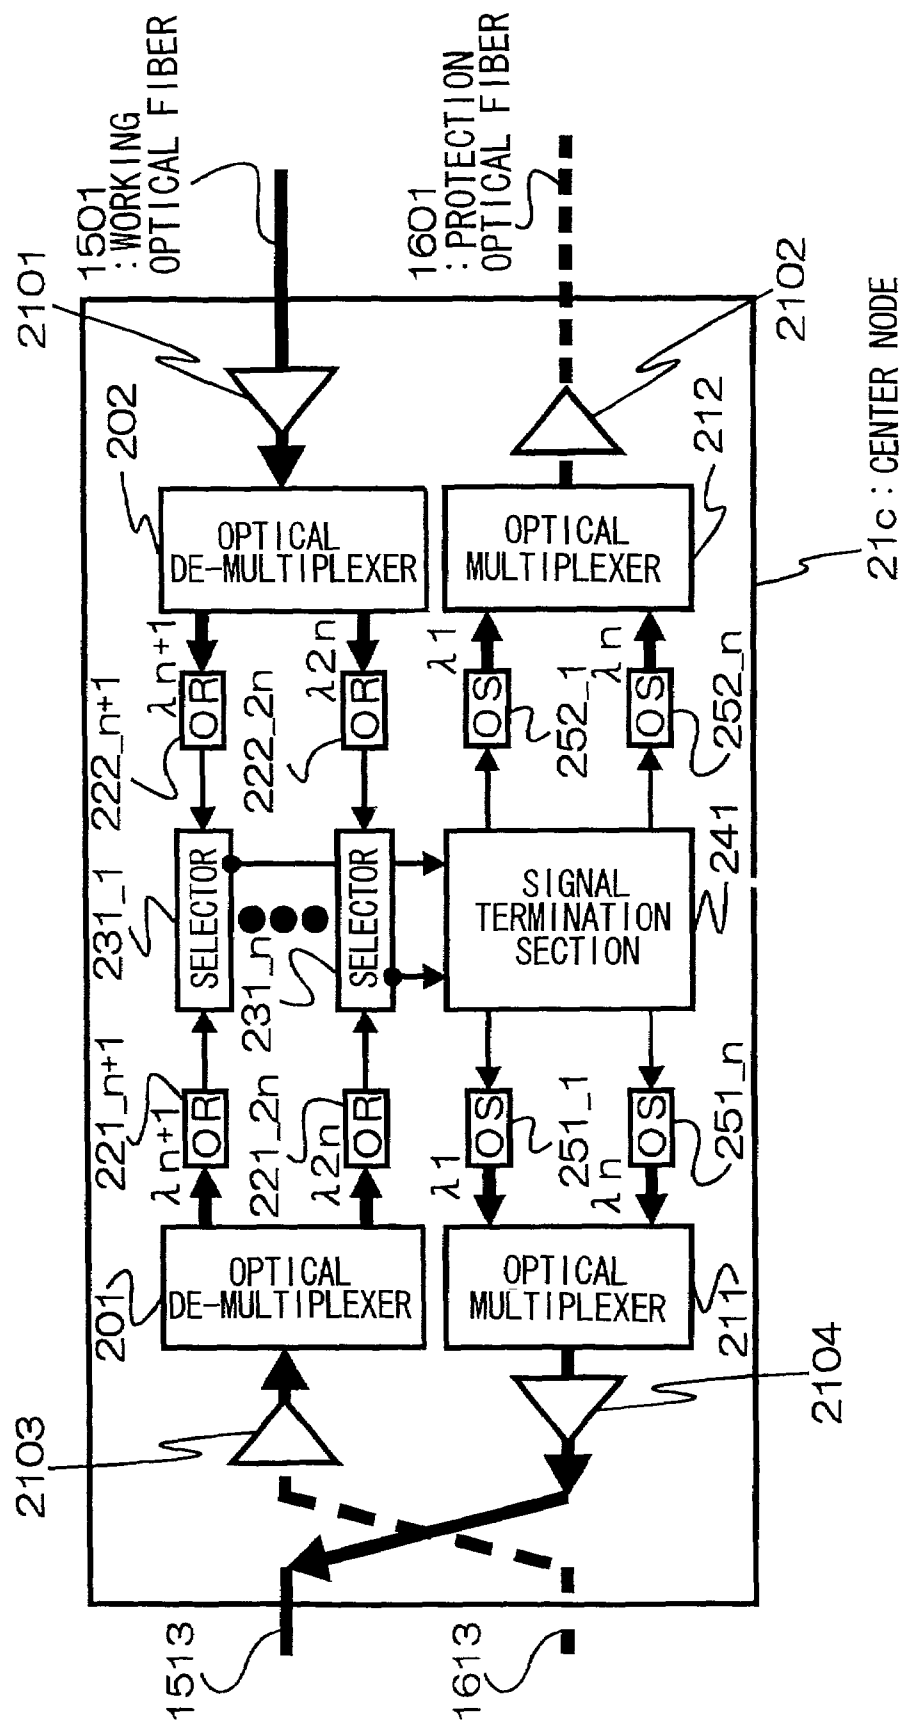 1501
:WORKING
OPTICAL FIBER
1601
:PROTECTION
OPTICAL FIBER
2101
2102
202
OPTICAL
DE-MULTIPLEXER
212
OPTICAL
MULTIPLEXER
21c:CENTER NODE
222_n+1
λn+1
OR
222_2n
λ2n
OR
λ1
OS
252_1
λn
OS
252_n
231_1
SELECTOR
231_n
SELECTOR
SIGNAL
TERMINATION
SECTION
241
221_n+1
λn+1
OR
221_2n
λ2n
OR
λ1
OS
251_1
λn
OS
251_n
201
OPTICAL
DE-MULTIPLEXER
OPTICAL
MULTIPLEXER
211
2103
2104
1513
1613